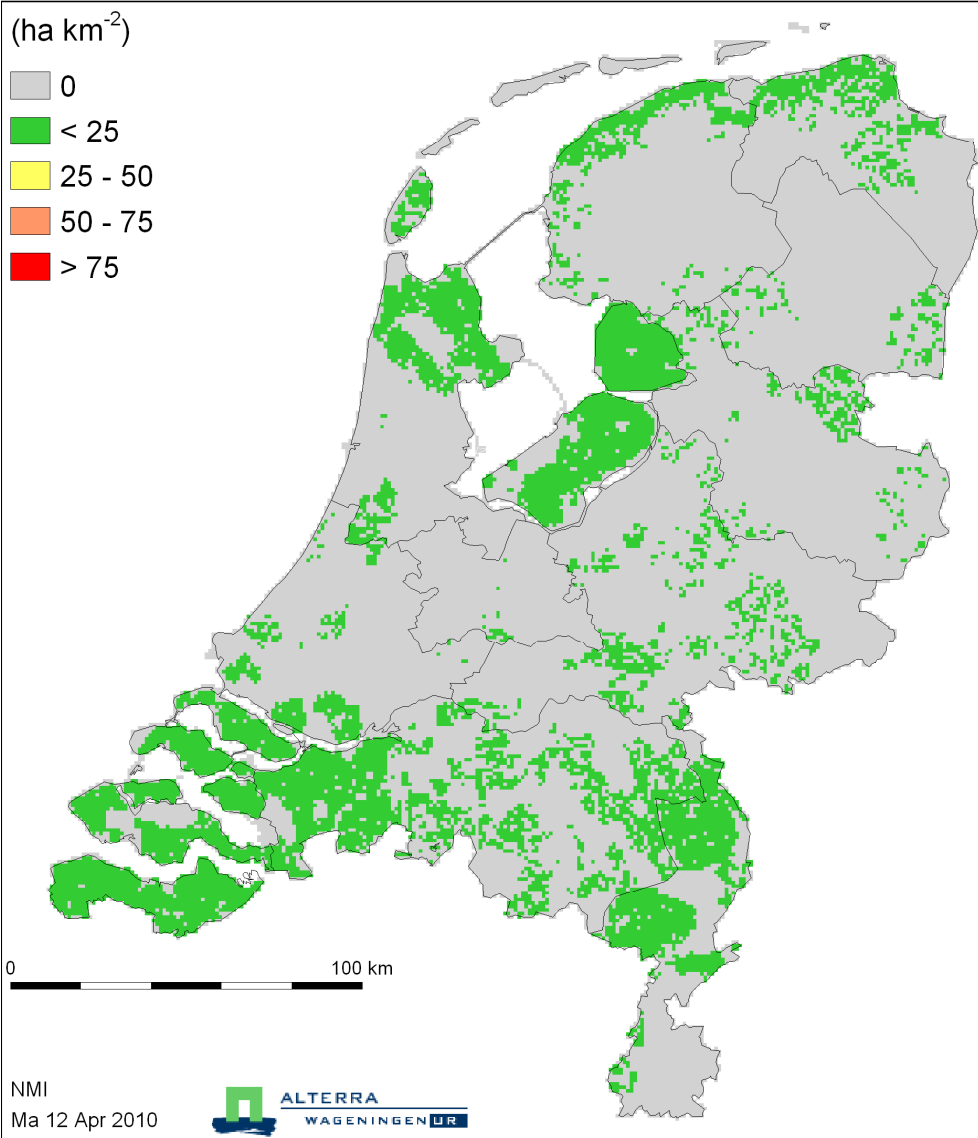 (ha km⁻²)
0
< 25
25 - 50
50 - 75
> 75
0 100 km
NMI
Ma 12 Apr 2010
ALTERRA
WAGENINGEN UR